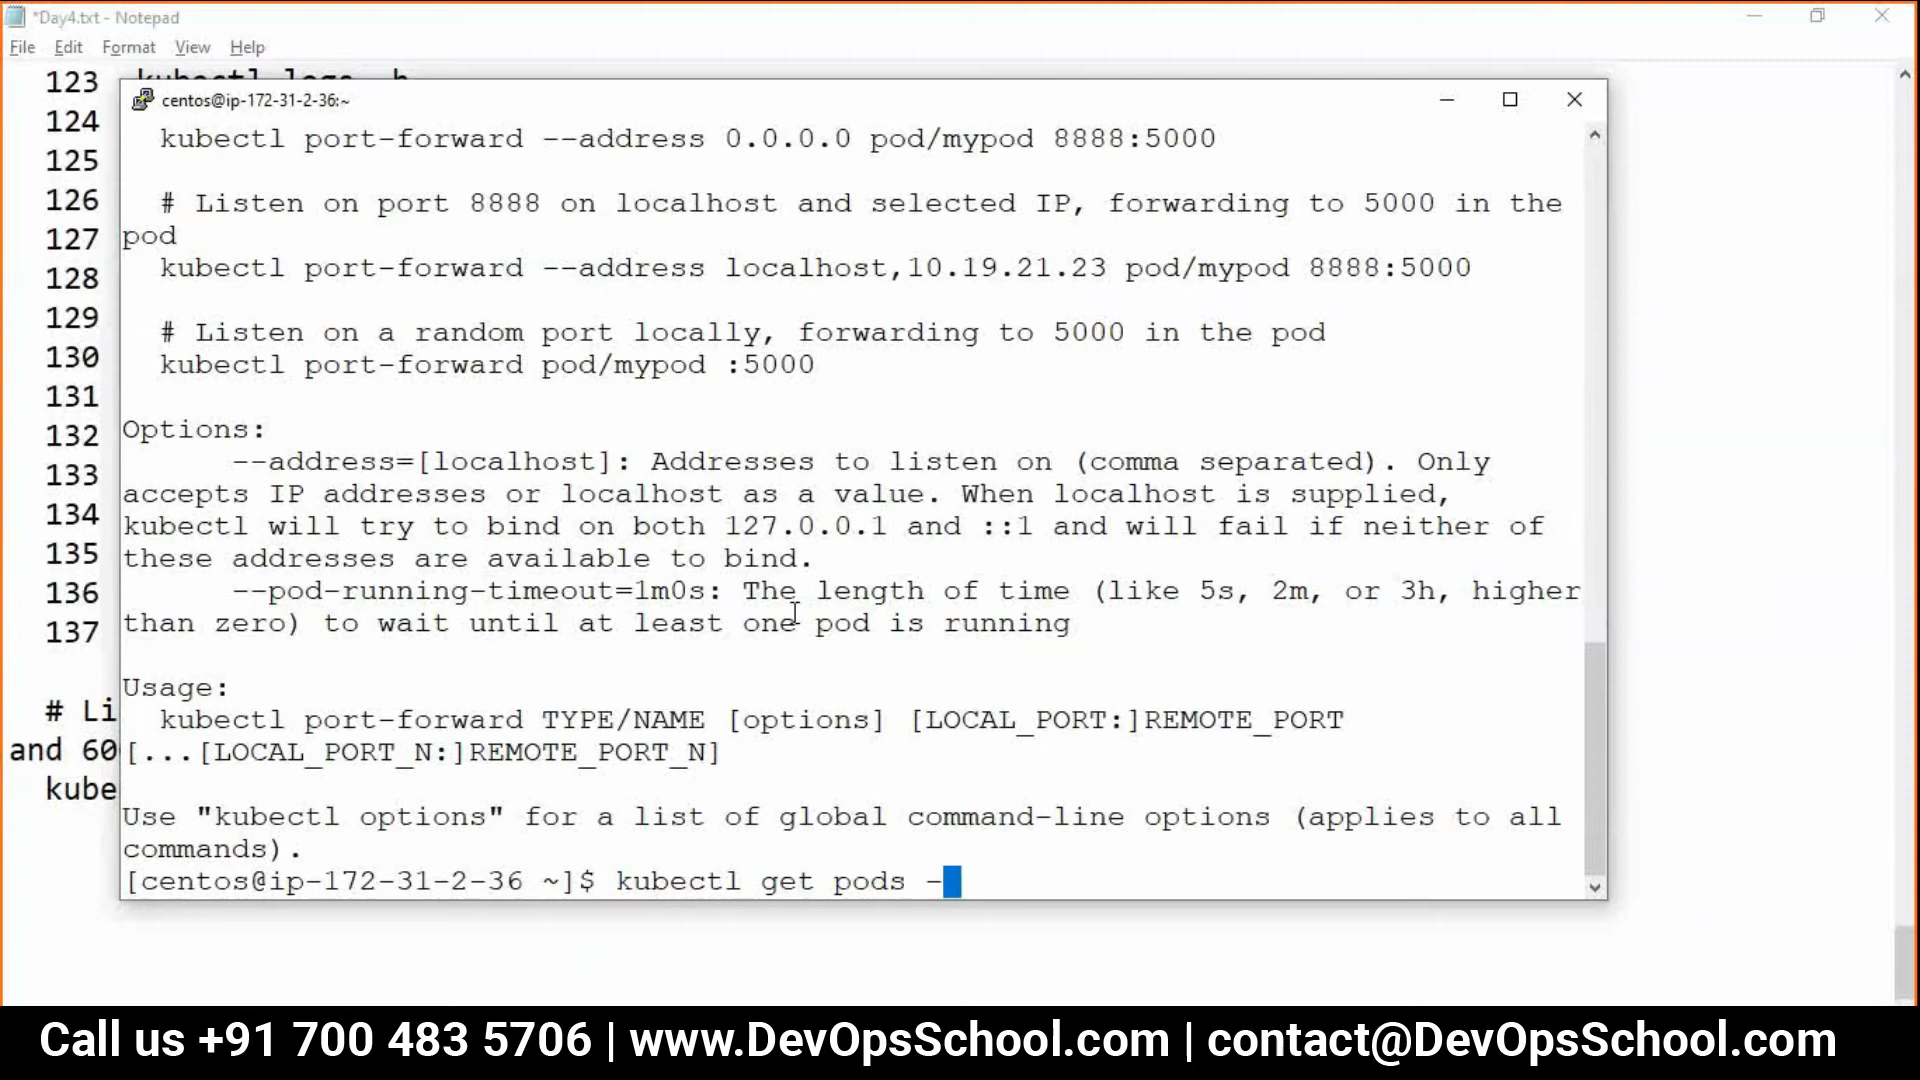 *Day4.txt - Notepad
File Edit Format View Help
123 kubectl logs -h
124
125
126
127
128
129
130
131
132
133
134
135
136
137
# Li
and 60
kube
centos@ip-172-31-2-36:~
kubectl port-forward --address 0.0.0.0 pod/mypod 8888:5000
# Listen on port 8888 on localhost and selected IP, forwarding to 5000 in the
pod
kubectl port-forward --address localhost,10.19.21.23 pod/mypod 8888:5000
# Listen on a random port locally, forwarding to 5000 in the pod
kubectl port-forward pod/mypod :5000
Options:
--address=[localhost]: Addresses to listen on (comma separated). Only
accepts IP addresses or localhost as a value. When localhost is supplied,
kubectl will try to bind on both 127.0.0.1 and ::1 and will fail if neither of
these addresses are available to bind.
--pod-running-timeout=1m0s: The length of time (like 5s, 2m, or 3h, higher
than zero) to wait until at least one pod is running
Usage:
kubectl port-forward TYPE/NAME [options] [LOCAL_PORT:]REMOTE_PORT
[...[LOCAL_PORT_N:]REMOTE_PORT_N]
Use "kubectl options" for a list of global command-line options (applies to all
commands).
[centos@ip-172-31-2-36 ~]$ kubectl get pods -
Call us +91 700 483 5706 | www.DevOpsSchool.com | contact@DevOpsSchool.com